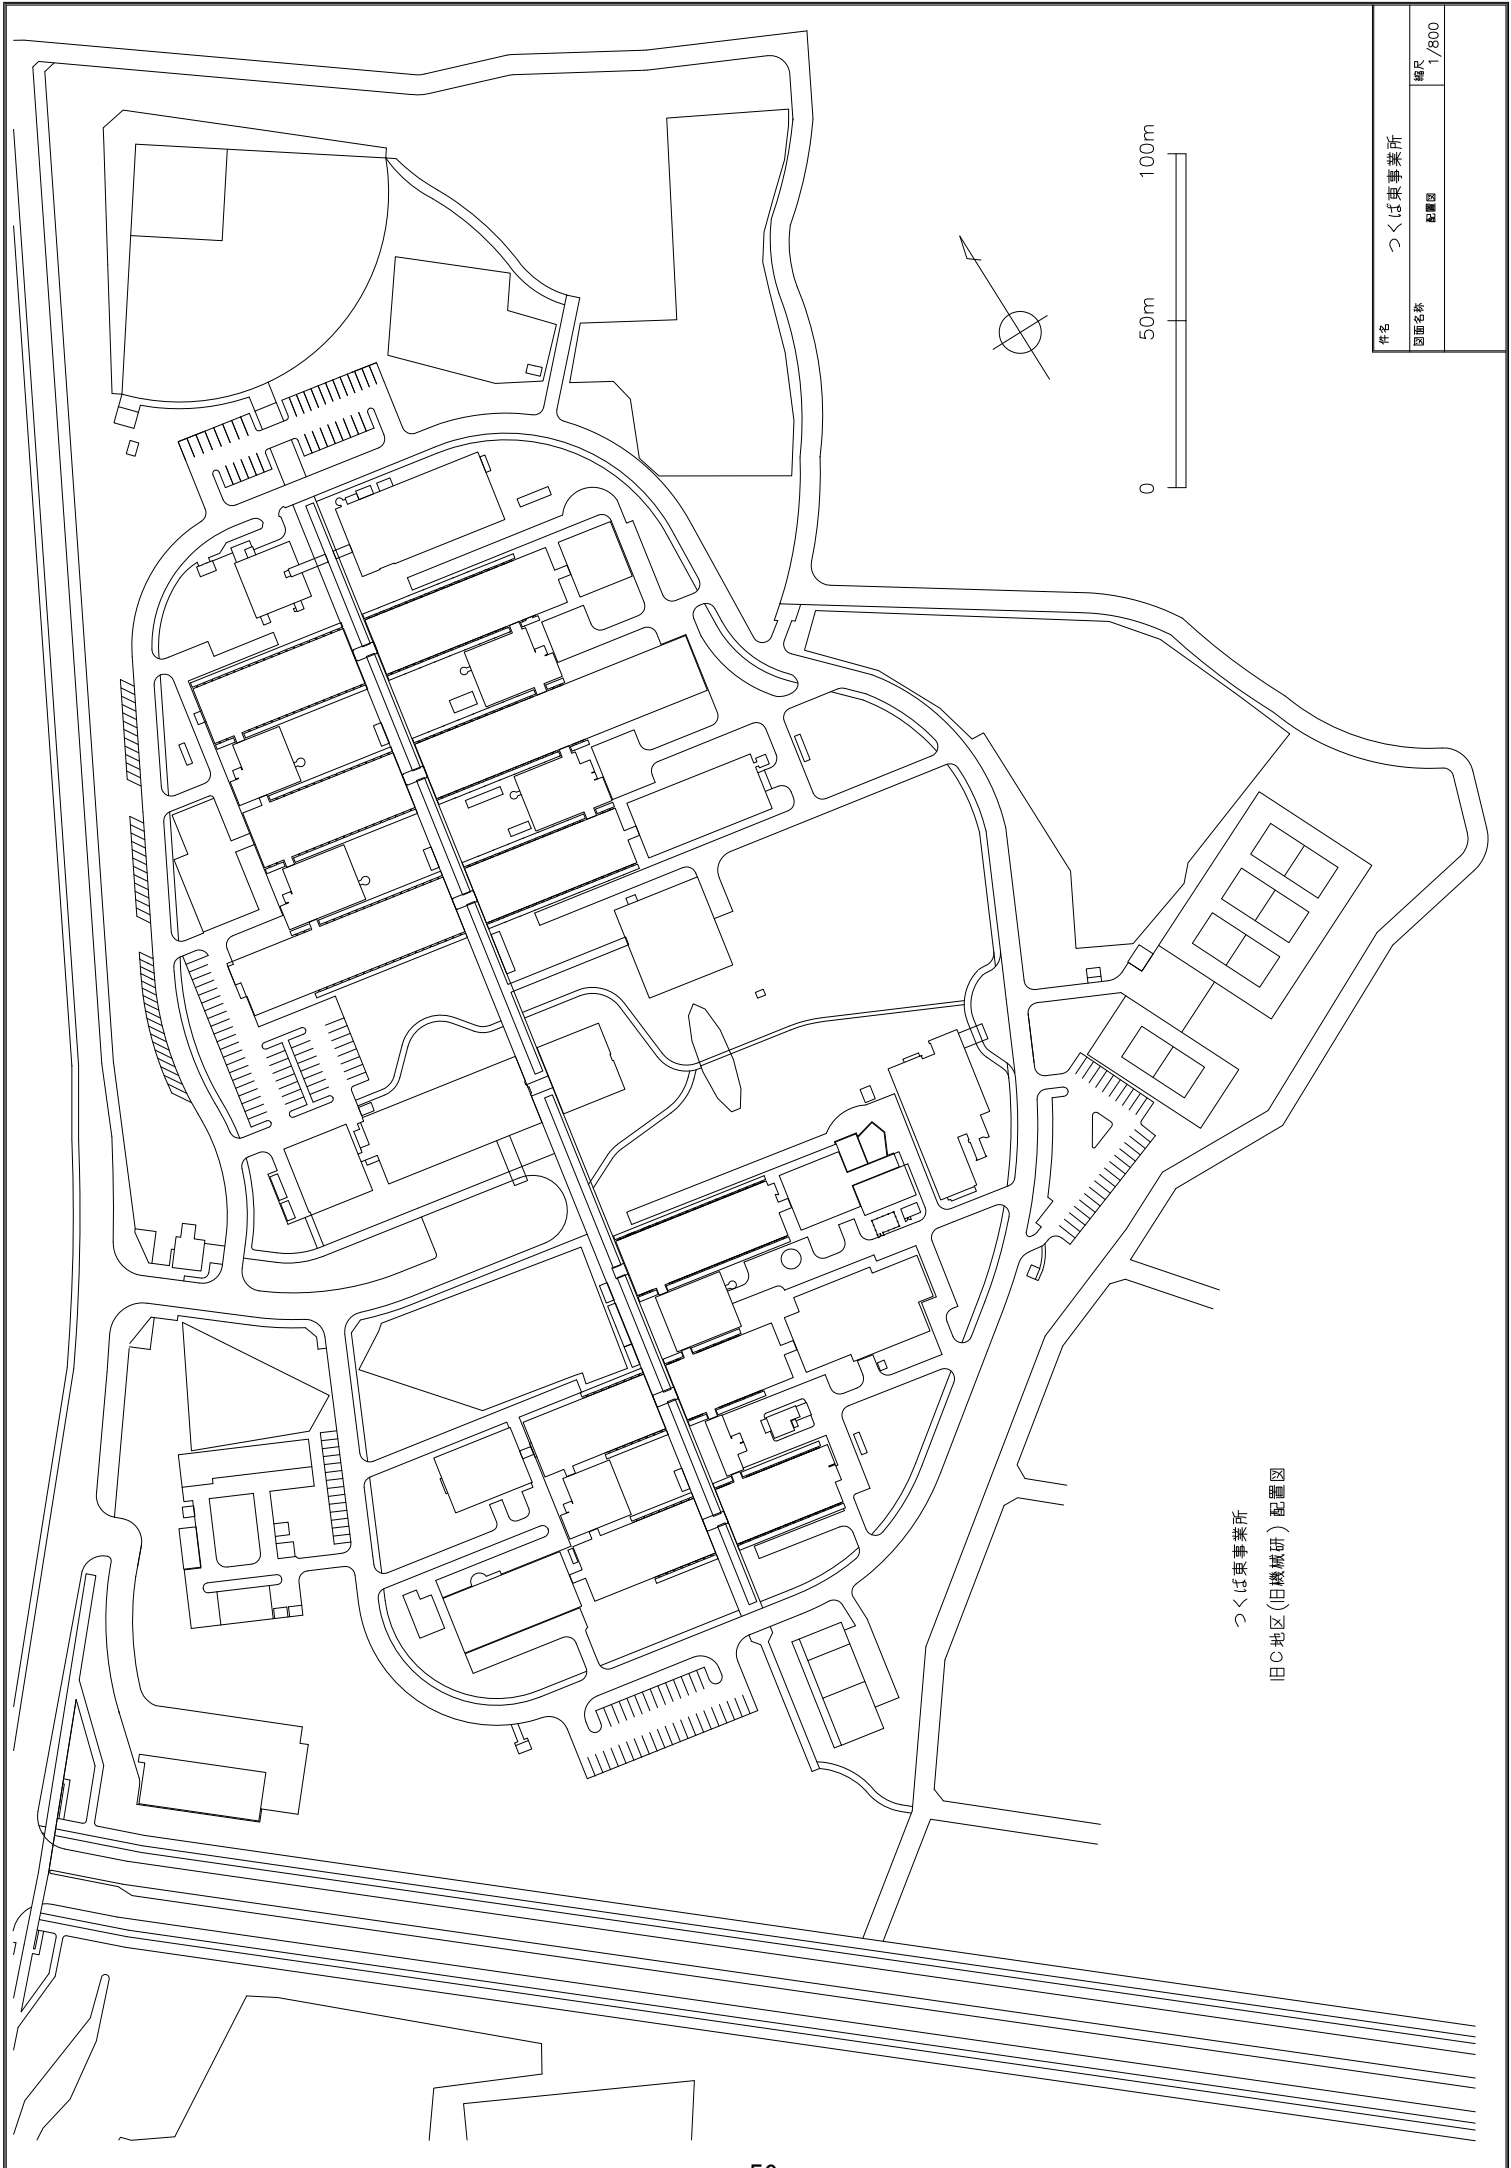 件名 つくば東事業所
図面名称 配置図
縮尺 1/800
0 50m 100m
つくば東事業所
旧C地区(旧機械研)配置図